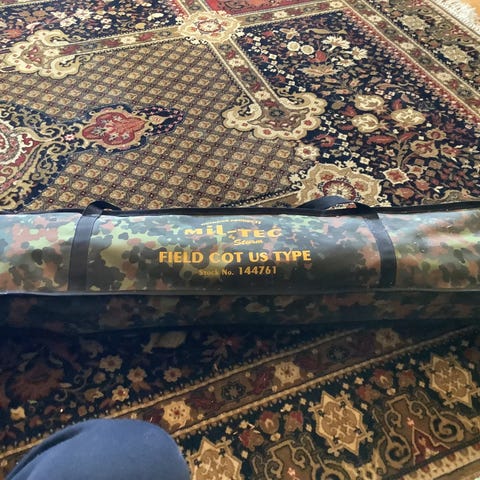 MIL-TEC
Sturm
FIELD COT US TYPE
Stock No. 144761